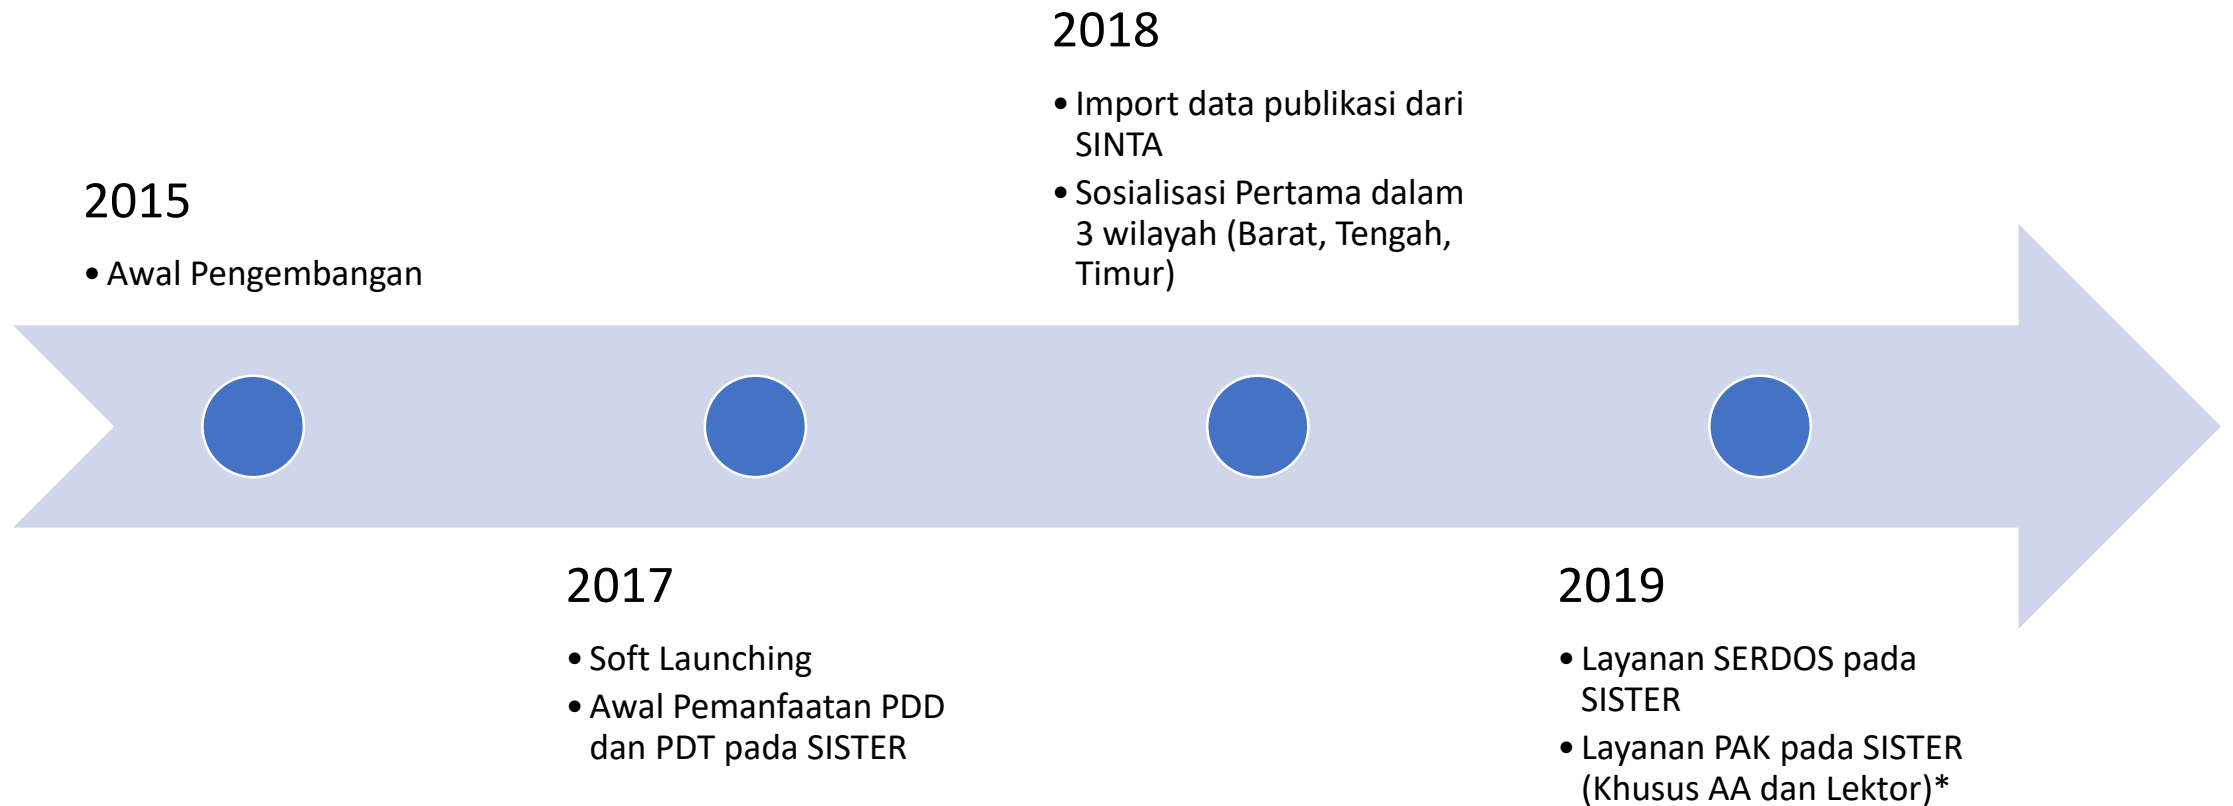 2015
• Awal Pengembangan
2017
• Soft Launching
• Awal Pemanfaatan PDD
dan PDT pada SISTER
2018
• Import data publikasi dari
SINTA
• Sosialisasi Pertama dalam
3 wilayah (Barat, Tengah,
Timur)
2019
• Layanan SERDOS pada
SISTER
• Layanan PAK pada SISTER
(Khusus AA dan Lektor)*